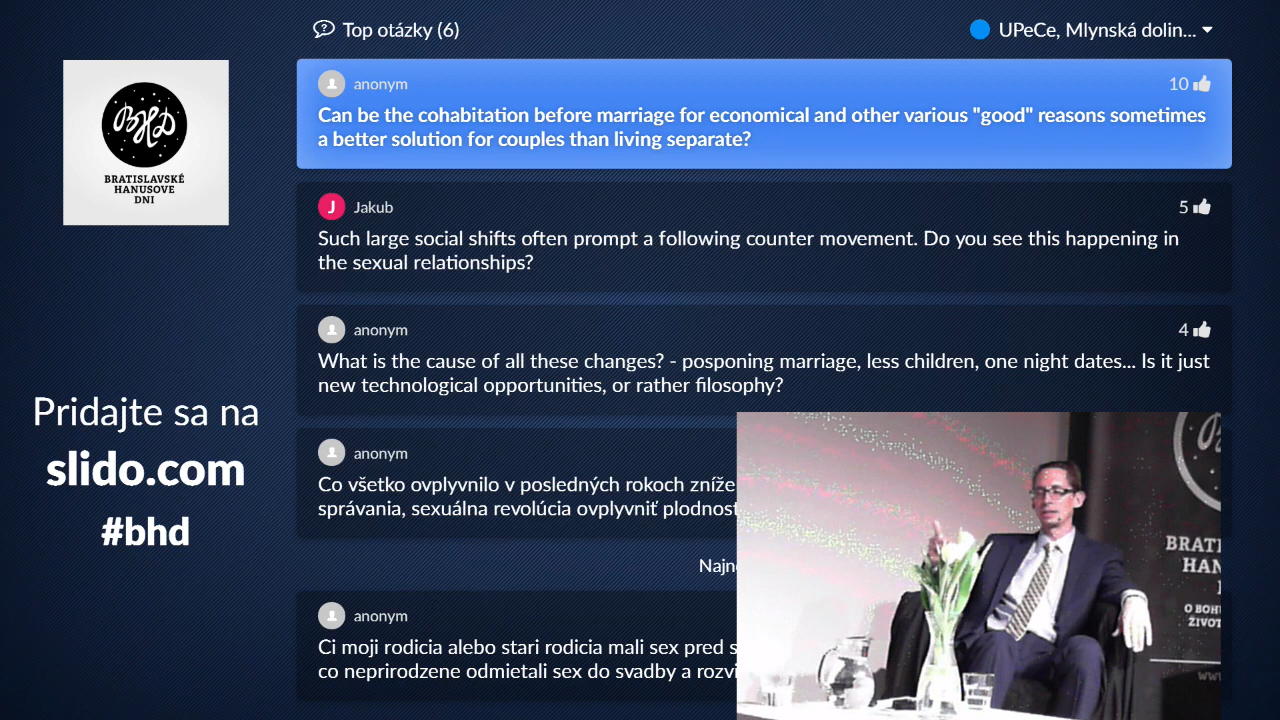 Top otázky (6)
UPeCe, Mlynská dolin...
BHD
BRATISLAVSKÉ
HANUSOVE
DNI
anonym
10
Can be the cohabitation before marriage for economical and other various "good" reasons sometimes
a better solution for couples than living separate?
J
Jakub
5
Such large social shifts often prompt a following counter movement. Do you see this happening in
the sexual relationships?
anonym
4
What is the cause of all these changes? - posponing marriage, less children, one night dates... Is it just
new technological opportunities, or rather filosophy?
Pridajte sa na
slido.com
#bhd
anonym
Co všetko ovplyvnilo v posledných rokoch zníže
správania, sexuálna revolúcia ovplyvniť plodnosť
Najno
anonym
Ci moji rodicia alebo stari rodicia mali sex pred s
co neprirodzene odmietali sex do svadby a rozvi
BRATI
HAN
O BOHU
ŽIVOT
WWW